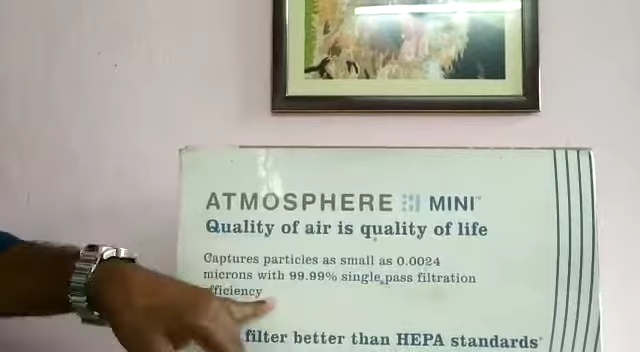 ATMOSPHERE MINI™
Quality of air is quality of life
Captures particles as small as 0.0024
microns with 99.99% single pass filtration
efficiency
filter better than HEPA standards*